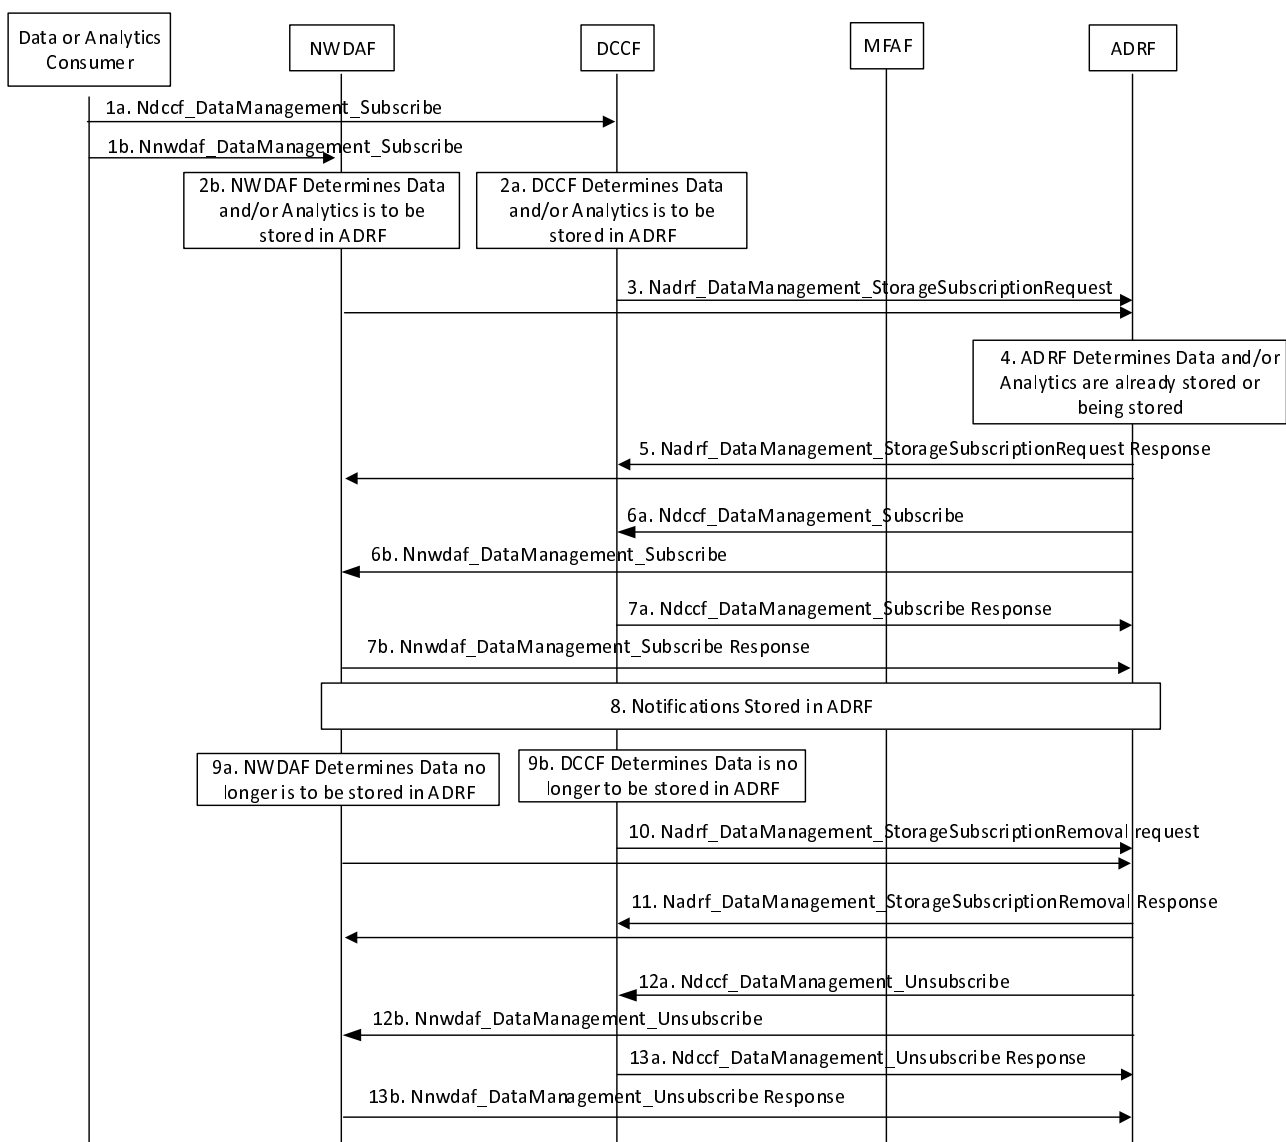 Data or Analytics
Consumer
NWDAF
DCCF
MFAF
ADRF
1a. Ndccf_DataManagement_Subscribe
1b. Nnwdaf_DataManagement_Subscribe
2b. NWDAF Determines Data
and/or Analytics is to be
stored in ADRF
2a. DCCF Determines Data
and/or Analytics is to be
stored in ADRF
3. Nadrf_DataManagement_StorageSubscriptionRequest
4. ADRF Determines Data and/or
Analytics are already stored or
being stored
5. Nadrf_DataManagement_StorageSubscriptionRequest Response
6a. Ndccf_DataManagement_Subscribe
6b. Nnwdaf_DataManagement_Subscribe
7a. Ndccf_DataManagement_Subscribe Response
7b. Nnwdaf_DataManagement_Subscribe Response
8. Notifications Stored in ADRF
9a. NWDAF Determines Data no
longer is to be stored in ADRF
9b. DCCF Determines Data is no
longer to be stored in ADRF
10. Nadrf_DataManagement_StorageSubscriptionRemoval request
11. Nadrf_DataManagement_StorageSubscriptionRemoval Response
12a. Ndccf_DataManagement_Unsubscribe
12b. Nnwdaf_DataManagement_Unsubscribe
13a. Ndccf_DataManagement_Unsubscribe Response
13b. Nnwdaf_DataManagement_Unsubscribe Response